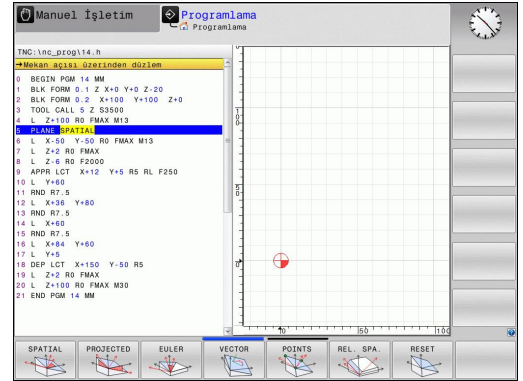 Manuel İşletim
Programlama
Programlama
TNC:\nc_prog\14.h
→Mekan açısı üzerinden düzlem
0 BEGIN PGM 14 MM
1 BLK FORM 0.1 Z X+0 Y+0 Z-20
2 BLK FORM 0.2 X+100 Y+100 Z+0
3 TOOL CALL 5 Z S3500
4 L Z+100 R0 FMAX M13
5 PLANE SPATIAL
6 L X-50 Y-50 R0 FMAX M13
7 L Z+2 R0 FMAX
8 L Z-6 R0 F2000
9 APPR LCT X+12 Y+5 R5 RL F250
10 L Y+60
11 RND R7.5
12 L X+36 Y+80
13 RND R7.5
14 L X+60
15 RND R7.5
16 L X+84 Y+60
17 L Y+5
18 DEP LCT X+150 Y-50 R5
19 L Z+2 R0 FMAX
20 L Z+100 R0 FMAX M30
21 END PGM 14 MM
100
50
0
0 50 100
SPATIAL PROJECTED EULER VECTOR POINTS REL. SPA. RESET